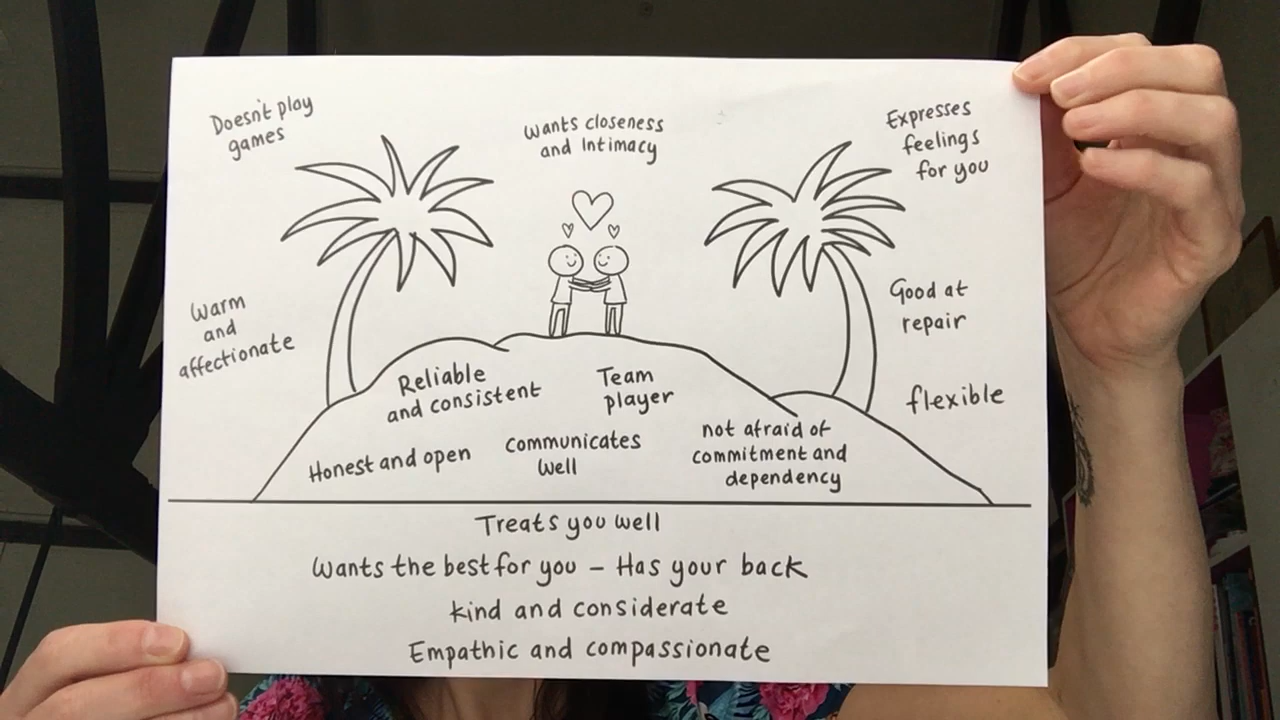 Doesn't play
games
Wants closeness
and Intimacy
Expresses
feelings
for you
Warm
and
affectionate
Good at
repair
flexible
Reliable
and consistent
Team
player
Honest and open
communicates
well
not afraid of
commitment and
dependency
Treats you well
Wants the best for you – Has your back
kind and considerate
Empathic and compassionate